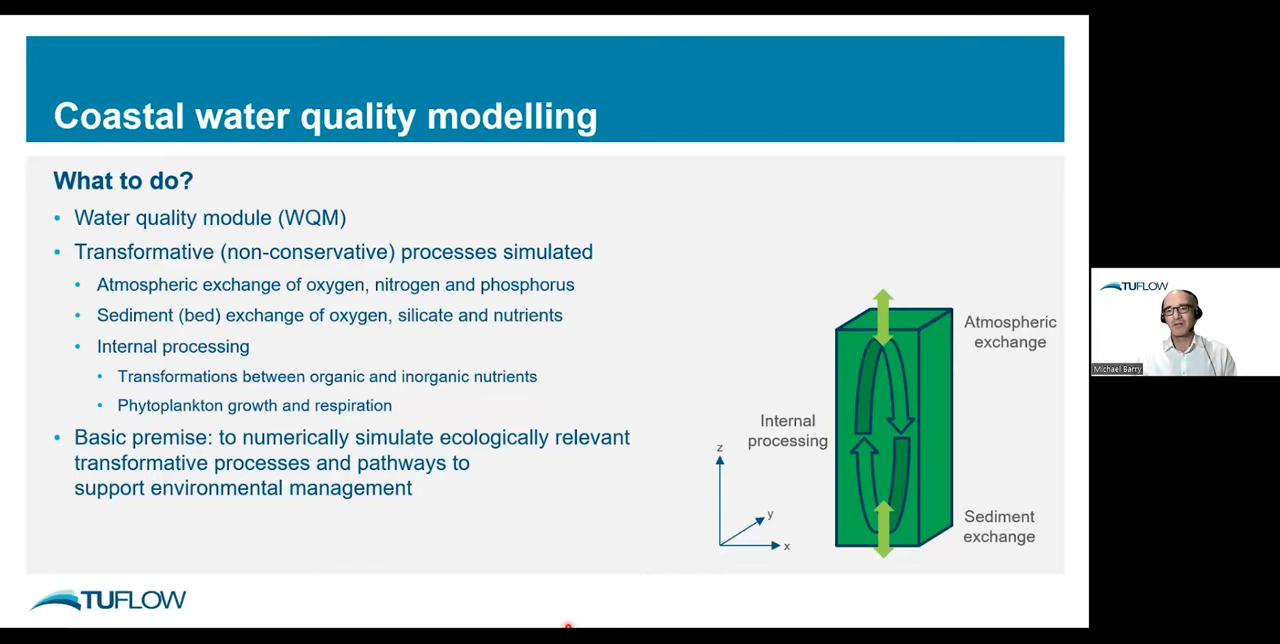 Coastal water quality modelling
What to do?
• Water quality module (WQM)
• Transformative (non-conservative) processes simulated
• Atmospheric exchange of oxygen, nitrogen and phosphorus
• Sediment (bed) exchange of oxygen, silicate and nutrients
• Internal processing
• Transformations between organic and inorganic nutrients
• Phytoplankton growth and respiration
• Basic premise: to numerically simulate ecologically relevant
transformative processes and pathways to
support environmental management
Atmospheric
exchange
Internal
processing
z
y
x
Sediment
exchange
TUFLOW
TUFLOW
Michael Barry